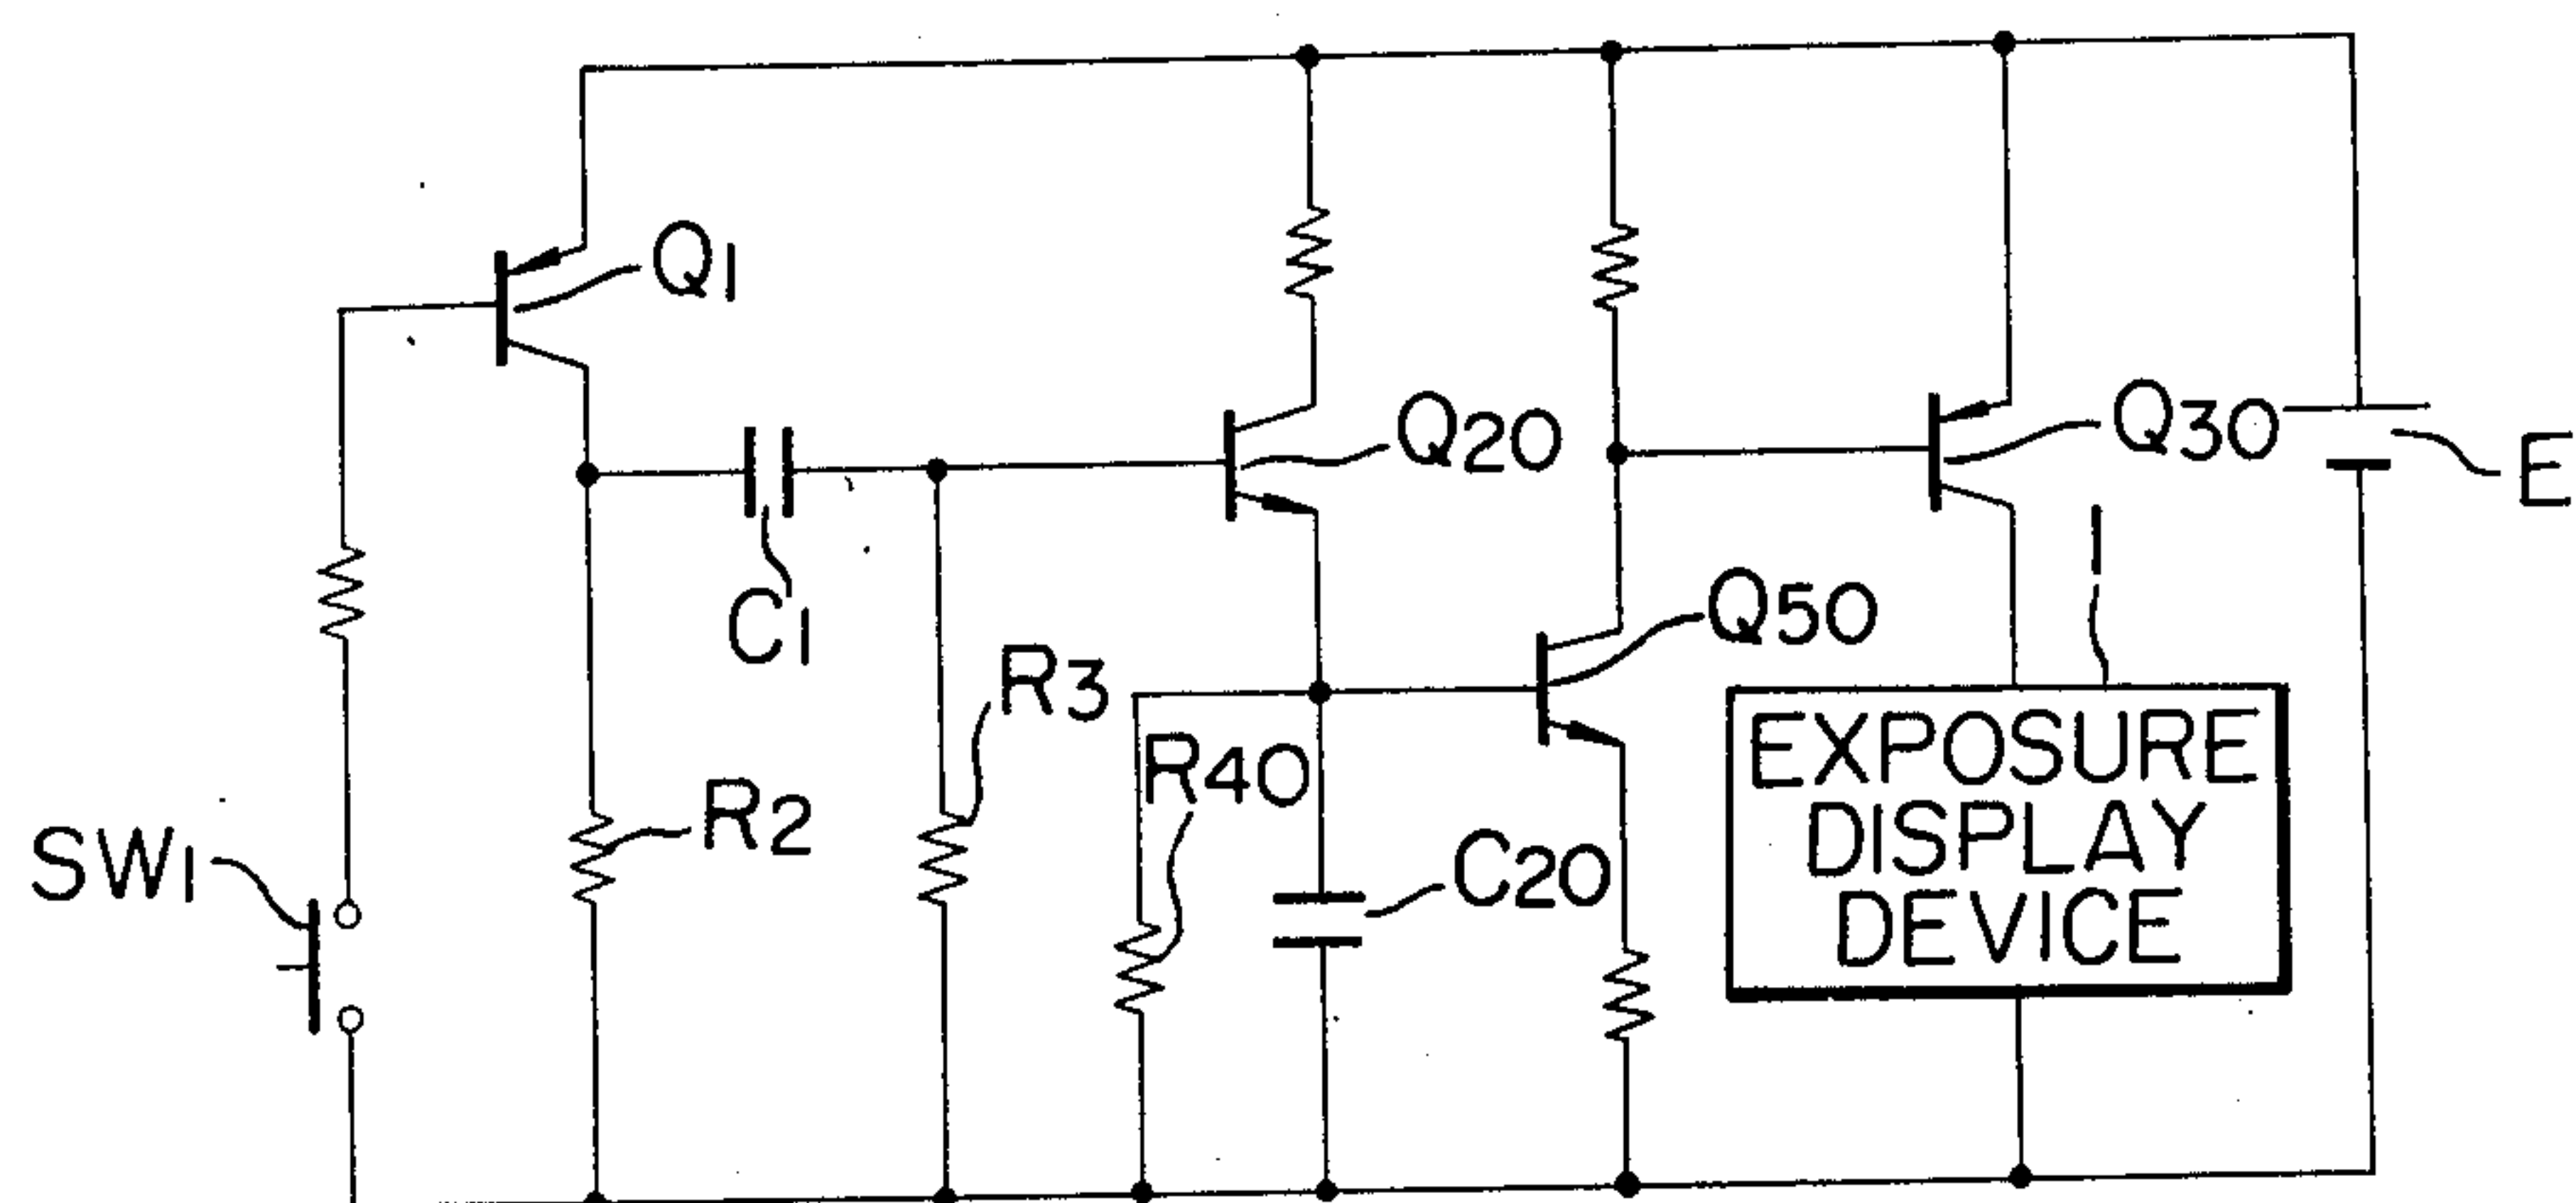 Q1
Q20
Q30
E
1
C1
Q50
R3
R40
R2
SW1
C20
EXPOSURE
DISPLAY
DEVICE